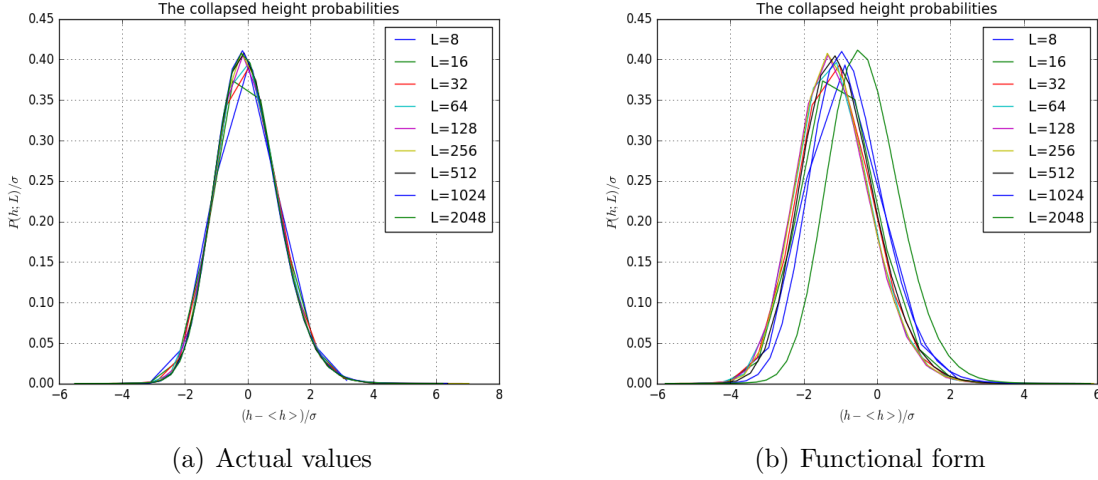 The collapsed height probabilities
0.45
0.40
0.35
0.30
0.25
0.20
0.15
0.10
0.05
0.00
P(h; L)/σ
L=8
L=16
L=32
L=64
L=128
L=256
L=512
L=1024
L=2048
−6 −4 −2 0 2 4 6 8
(h− <h>)/σ
(a) Actual values
The collapsed height probabilities
0.45
0.40
0.35
0.30
0.25
0.20
0.15
0.10
0.05
0.00
P(h; L)/σ
L=8
L=16
L=32
L=64
L=128
L=256
L=512
L=1024
L=2048
−6 −4 −2 0 2 4 6
(h− <h>)/σ
(b) Functional form